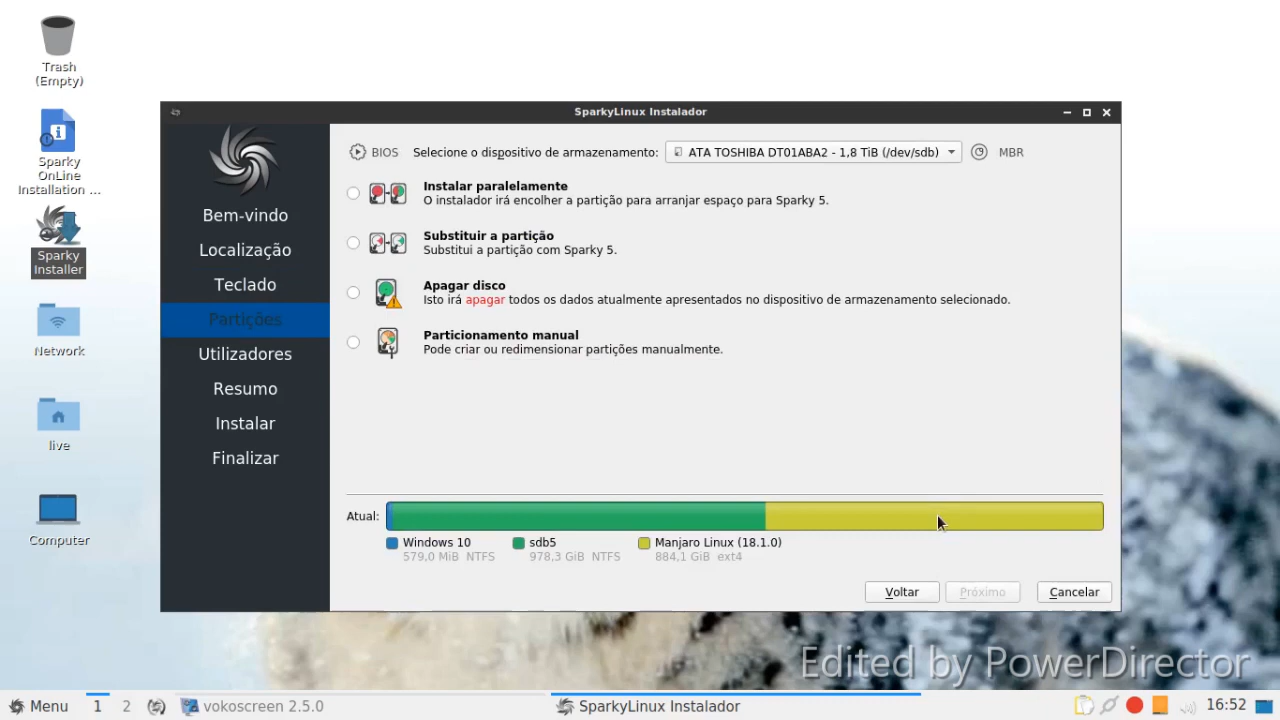 Trash
(Empty)
Sparky
OnLine
Installation ...
Sparky
Installer
Network
live
Computer
SparkyLinux Instalador
Bem-vindo
Localização
Teclado
Partições
Utilizadores
Resumo
Instalar
Finalizar
BIOS Selecione o dispositivo de armazenamento: ATA TOSHIBA DT01ABA2 - 1,8 TiB (/dev/sdb) MBR
Instalar paralelamente
O instalador irá encolher a partição para arranjar espaço para Sparky 5.
Substituir a partição
Substitui a partição com Sparky 5.
Apagar disco
Isto irá apagar todos os dados atualmente apresentados no dispositivo de armazenamento selecionado.
Particionamento manual
Pode criar ou redimensionar partições manualmente.
Atual:
Windows 10 sdb5 Manjaro Linux (18.1.0)
579,0 MiB NTFS 978,3 GiB NTFS 884,1 GiB ext4
Voltar Próximo Cancelar
Edited by PowerDirector
Menu 1 2 vokoscreen 2.5.0 SparkyLinux Instalador 16:52